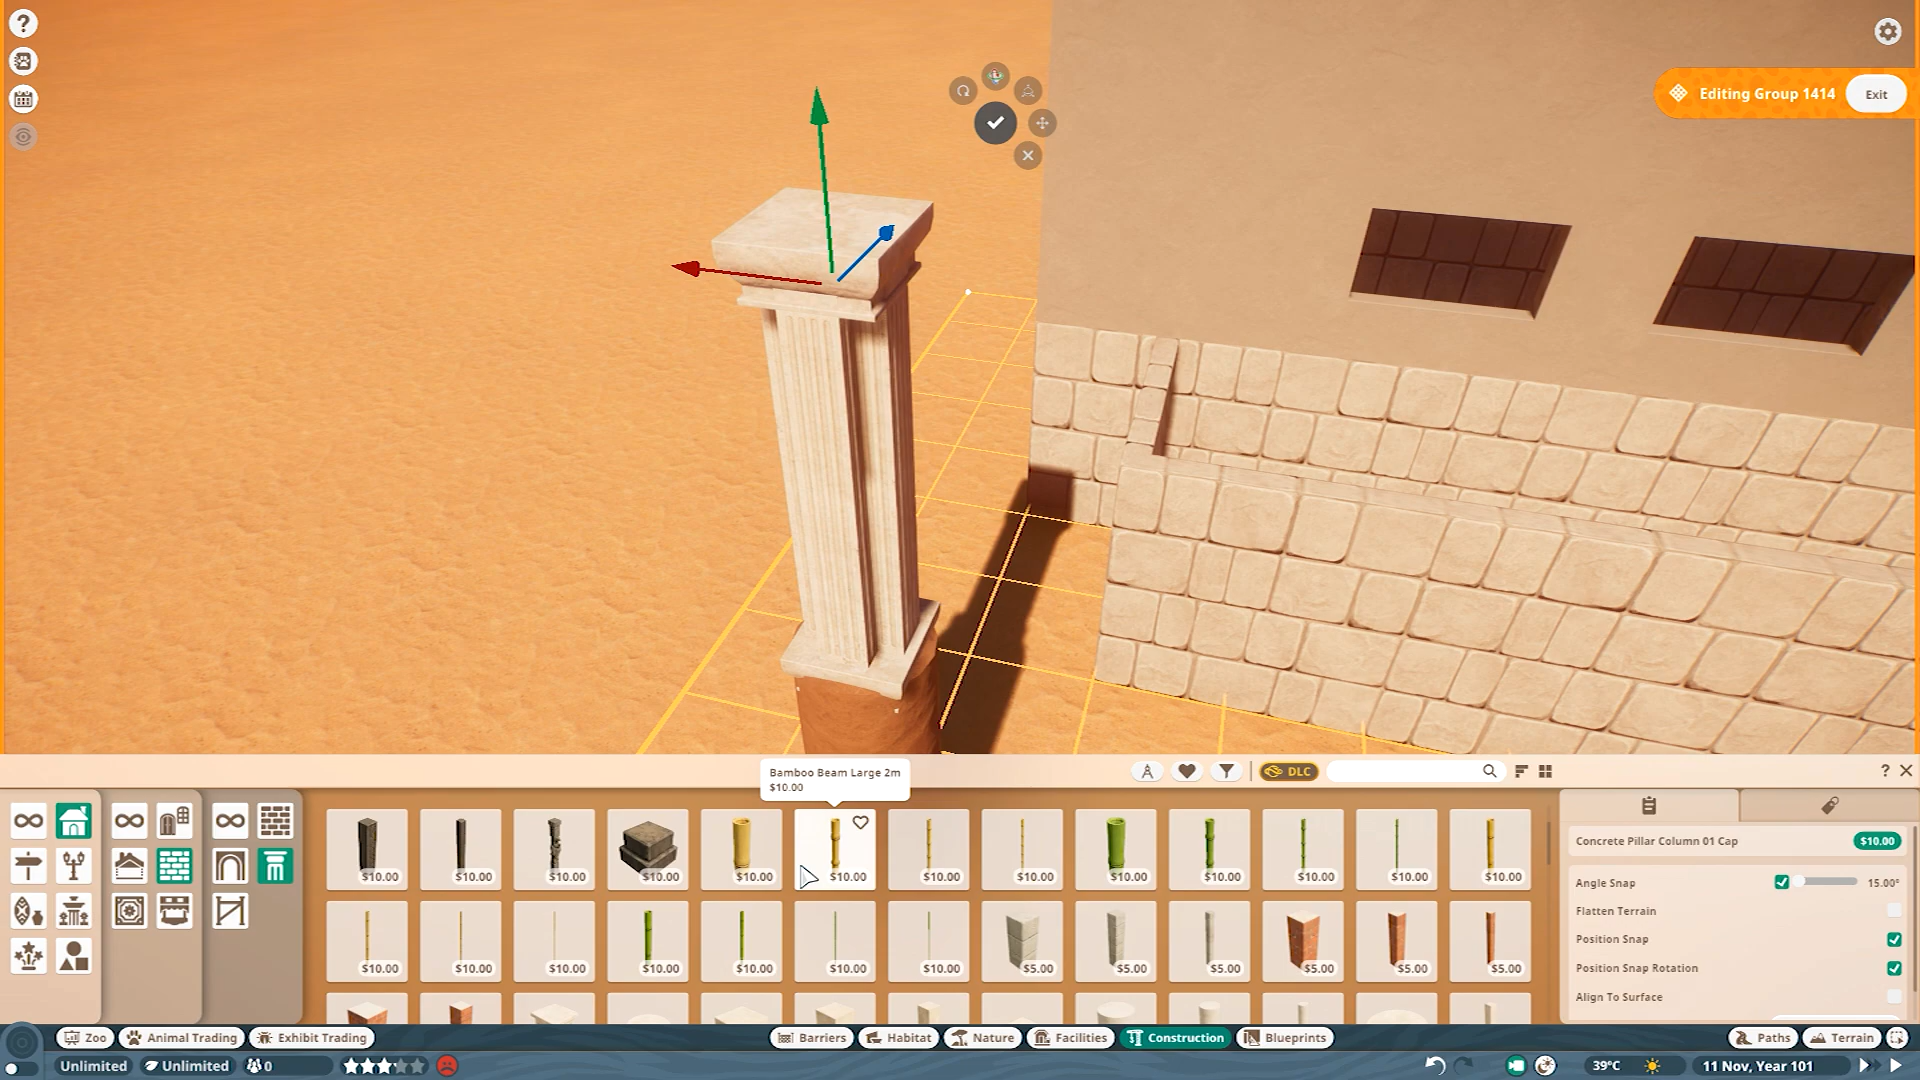 ?
Editing Group 1414
Exit
Bamboo Beam Large 2m
$10.00
DLC
?
$10.00 $10.00 $10.00 $10.00 $10.00 $10.00 $10.00 $10.00 $10.00 $10.00 $10.00 $10.00 $10.00
$10.00 $10.00 $10.00 $10.00 $10.00 $10.00 $10.00 $5.00 $5.00 $5.00 $5.00 $5.00 $5.00
Concrete Pillar Column 01 Cap $10.00
Angle Snap 15.00°
Flatten Terrain
Position Snap
Position Snap Rotation
Align To Surface
Zoo Animal Trading Exhibit Trading Barriers Habitat Nature Facilities Construction Blueprints Paths Terrain
Unlimited Unlimited 0 39°C 11 Nov, Year 101